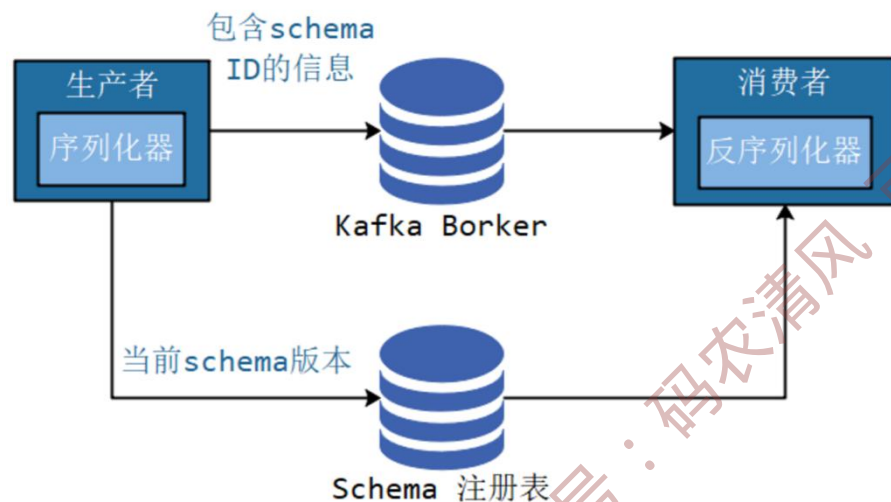 包含schema
ID的信息
生产者
序列化器
消费者
反序列化器
Kafka Borker
当前schema版本
Schema 注册表
号：码农清风